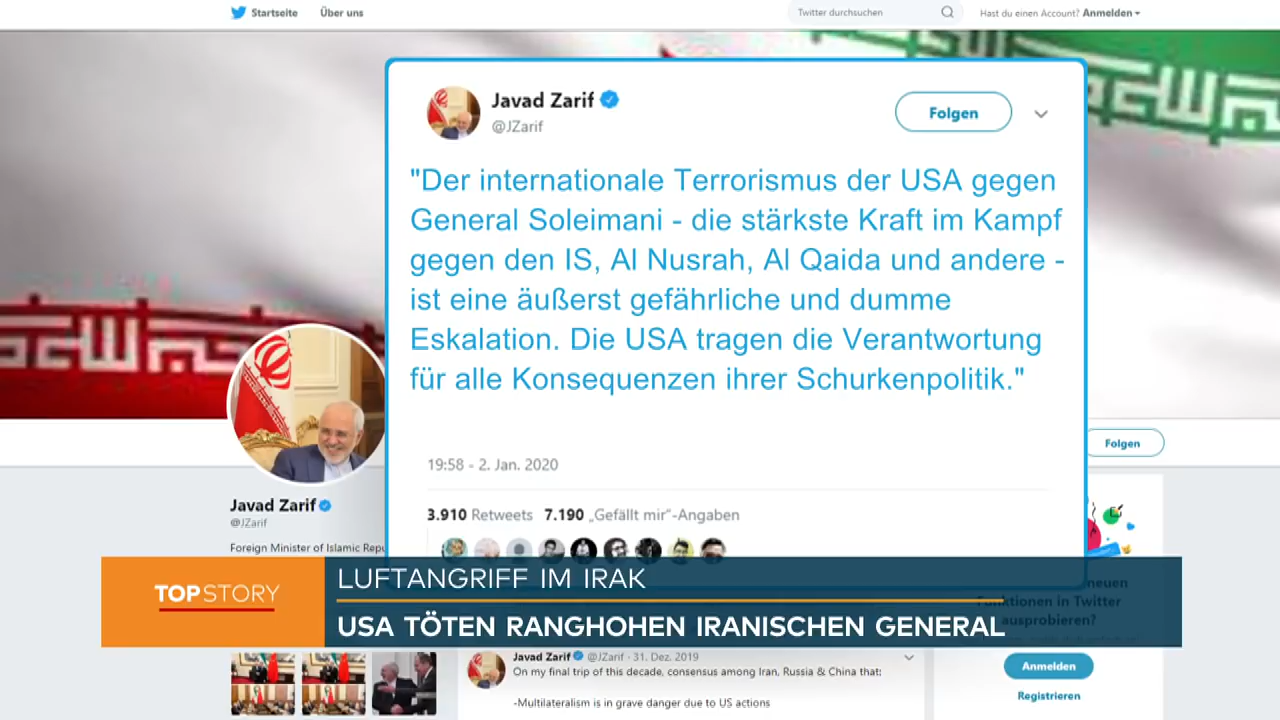 Startseite Über uns
Twitter durchsuchen
Hast du einen Account? Anmelden
Javad Zarif
@JZarif
Folgen
"Der internationale Terrorismus der USA gegen
General Soleimani - die stärkste Kraft im Kampf
gegen den IS, Al Nusrah, Al Qaida und andere -
ist eine äußerst gefährliche und dumme
Eskalation. Die USA tragen die Verantwortung
für alle Konsequenzen ihrer Schurkenpolitik."
19:58 - 2. Jan. 2020
3.910 Retweets 7.190 „Gefällt mir"-Angaben
Folgen
Javad Zarif
@JZarif
Foreign Minister of Islamic Repu
TOPSTORY
LUFTANGRIFF IM IRAK
USA TÖTEN RANGHOHEN IRANISCHEN GENERAL
neuen
Funktionen in Twitter
ausprobieren?
Anmelden
Registrieren
Javad Zarif @JZarif · 31. Dez. 2019
On my final trip of this decade, consensus among Iran, Russia & China that:
-Multilateralism is in grave danger due to US actions